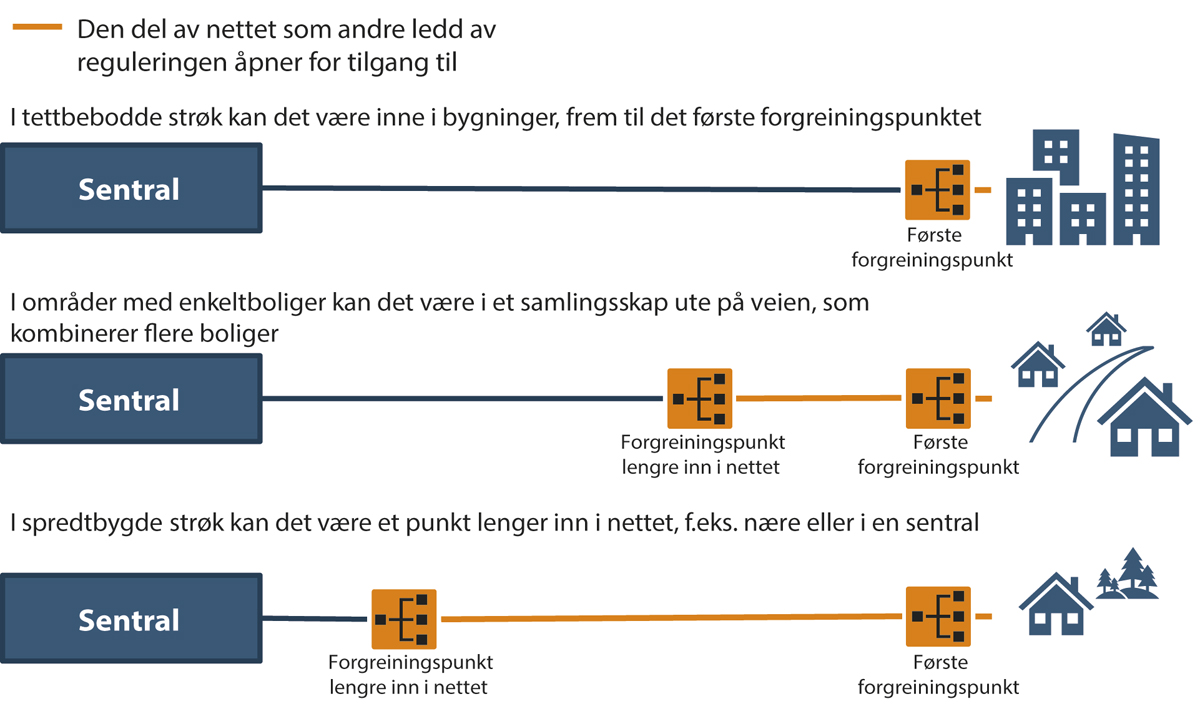 Den del av nettet som andre ledd av
reguleringen åpner for tilgang til
I tettbebodde strøk kan det være inne i bygninger, frem til det første forgreiningspunktet
Sentral
Første
forgreiningspunkt
I områder med enkeltboliger kan det være i et samlingsskap ute på veien, som
kombinerer flere boliger
Sentral
Forgreiningspunkt
lengre inn i nettet
Første
forgreiningspunkt
I spredtbygde strøk kan det være et punkt lenger inn i nettet, f.eks. nære eller i en sentral
Sentral
Forgreiningspunkt
lengre inn i nettet
Første
forgreiningspunkt